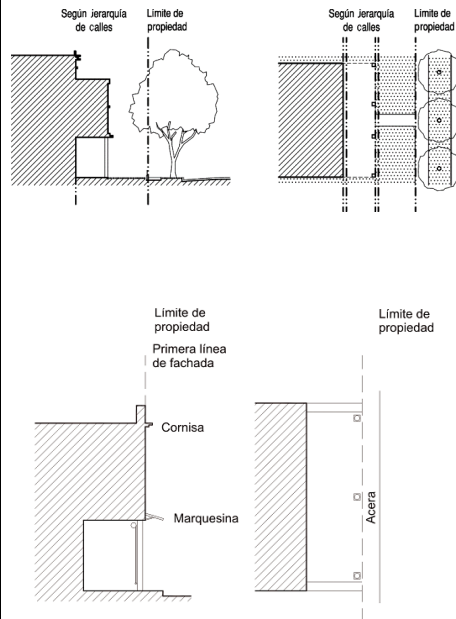 Según Jerarquía
de calles
Límite de
propiedad
Según Jerarquía
de calles
Límite de
propiedad
Límite de
propiedad
Primera línea
de fachada
Cornisa
Marquesina
Límite de
propiedad
Acera